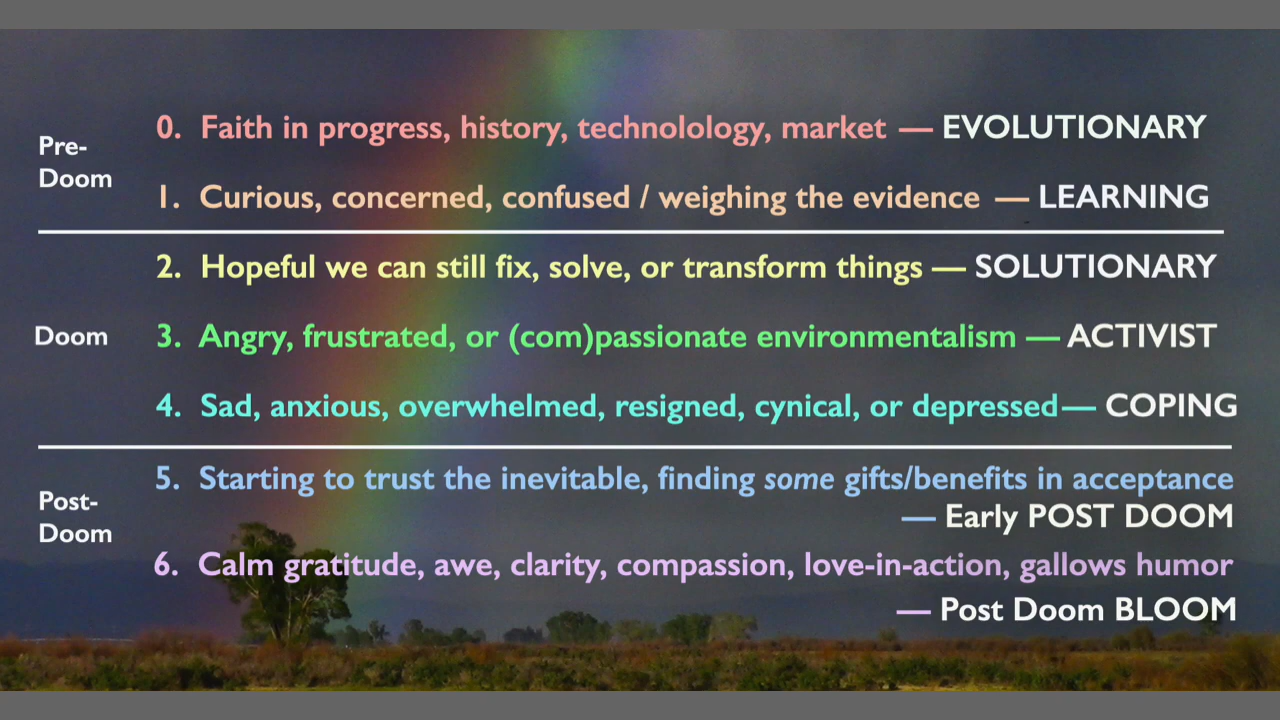 Pre-
Doom
0. Faith in progress, history, technolology, market — EVOLUTIONARY
1. Curious, concerned, confused / weighing the evidence — LEARNING
Doom
2. Hopeful we can still fix, solve, or transform things — SOLUTIONARY
3. Angry, frustrated, or (com)passionate environmentalism — ACTIVIST
4. Sad, anxious, overwhelmed, resigned, cynical, or depressed — COPING
Post-
Doom
5. Starting to trust the inevitable, finding some gifts/benefits in acceptance
— Early POST DOOM
6. Calm gratitude, awe, clarity, compassion, love-in-action, gallows humor
— Post Doom BLOOM